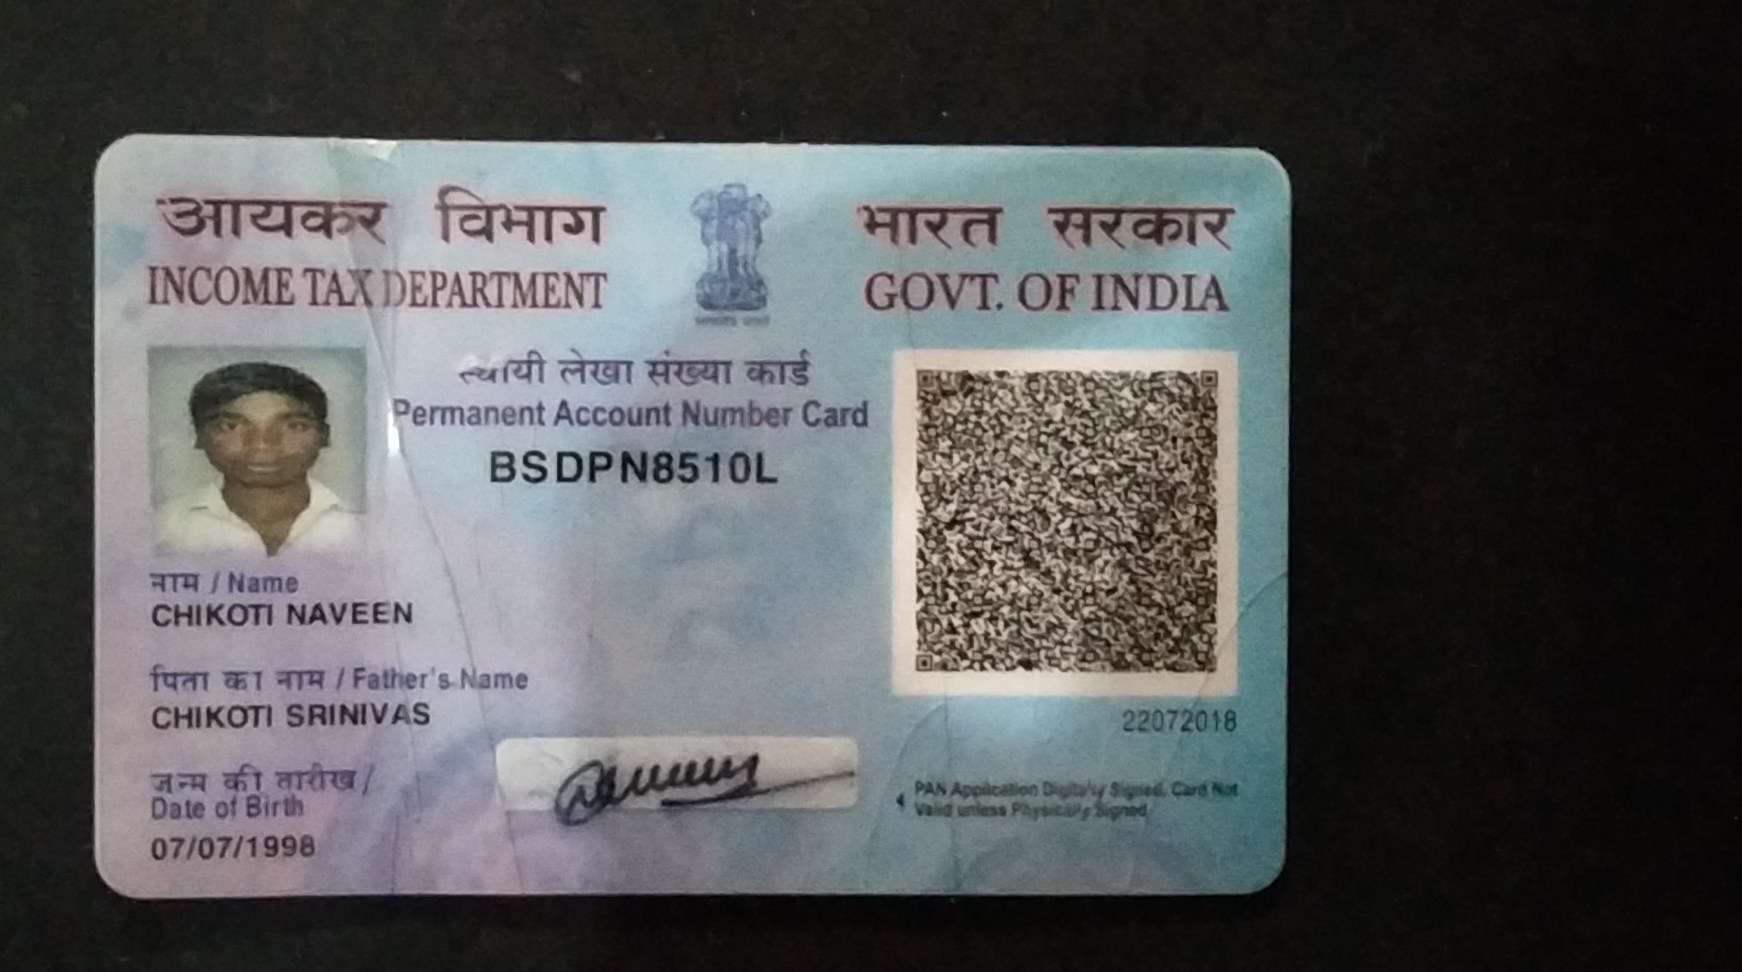 आयकर विभाग
INCOME TAX DEPARTMENT
भारत सरकार
GOVT. OF INDIA
स्थायी लेखा संख्या कार्ड
Permanent Account Number Card
BSDPN8510L
नाम / Name
CHIKOTI NAVEEN
पिता का नाम / Father's Name
CHIKOTI SRINIVAS
जन्म की तारीख /
Date of Birth
07/07/1998
22072018
PAN Application Digitally Signed, Card Not
Valid unless Physically Signed